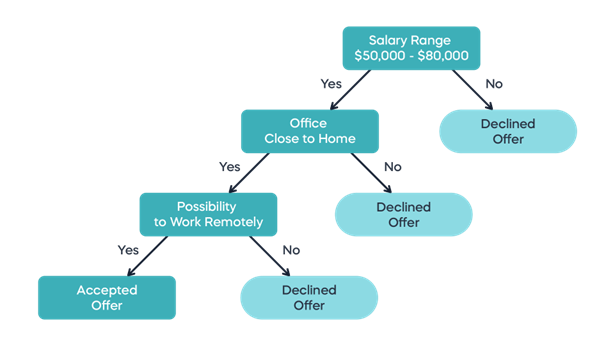 Salary Range
$50,000 - $80,000
Yes
No
Office
Close to Home
Declined
Offer
Yes
No
Possibility
to Work Remotely
Declined
Offer
Yes
No
Accepted
Offer
Declined
Offer